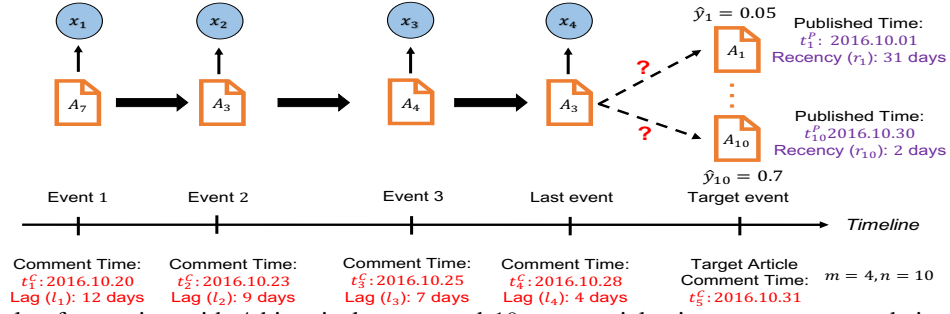 x₁ x₂ x₃ x₄ ŷ₁ = 0.05
Published Time:
t₁ᴾ: 2016.10.01
Recency (r₁): 31 days
A₇ A₃ A₄ A₃ A₁
?
?
Published Time:
t₁₀ᴾ 2016.10.30
Recency (r₁₀): 2 days
A₁₀
ŷ₁₀ = 0.7
Event 1 Event 2 Event 3 Last event Target event
Timeline
Comment Time: Comment Time: Comment Time: Comment Time: Target Article
t₁ᶜ: 2016.10.20 t₂ᶜ: 2016.10.23 t₃ᶜ: 2016.10.25 t₄ᶜ: 2016.10.28 Comment Time: m = 4, n = 10
Lag (l₁): 12 days Lag (l₂): 9 days Lag (l₃): 7 days Lag (l₄): 4 days t₅ᶜ: 2016.10.31